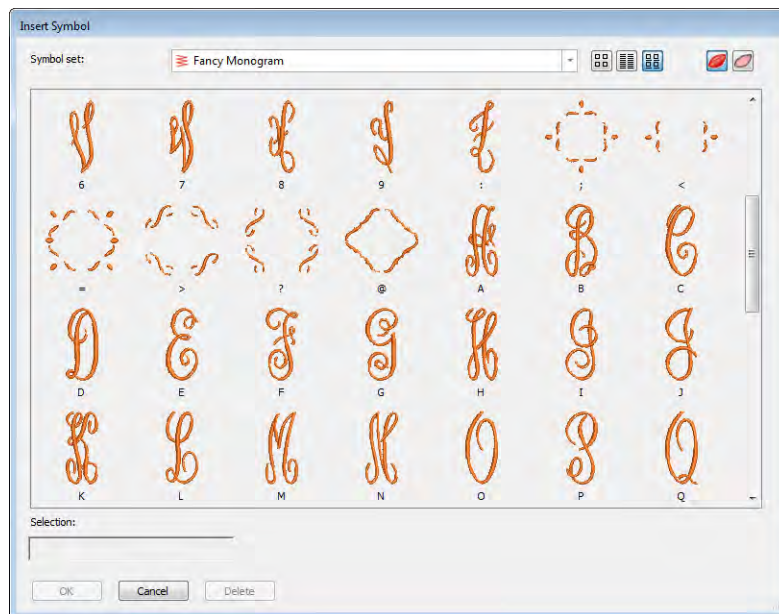 Insert Symbol
Symbol set: Fancy Monogram
6 7 8 9 : ; <
= > ? @ A B C
D E F G H I J
K L M N O P Q
Selection:
OK Cancel Delete